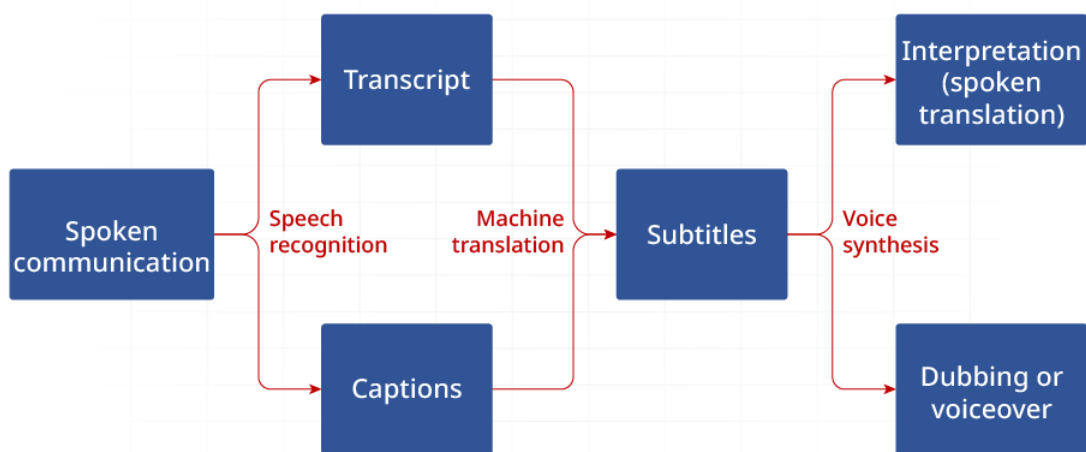 Spoken
communication
Speech
recognition
Transcript
Captions
Machine
translation
Subtitles
Voice
synthesis
Interpretation
(spoken
translation)
Dubbing or
voiceover